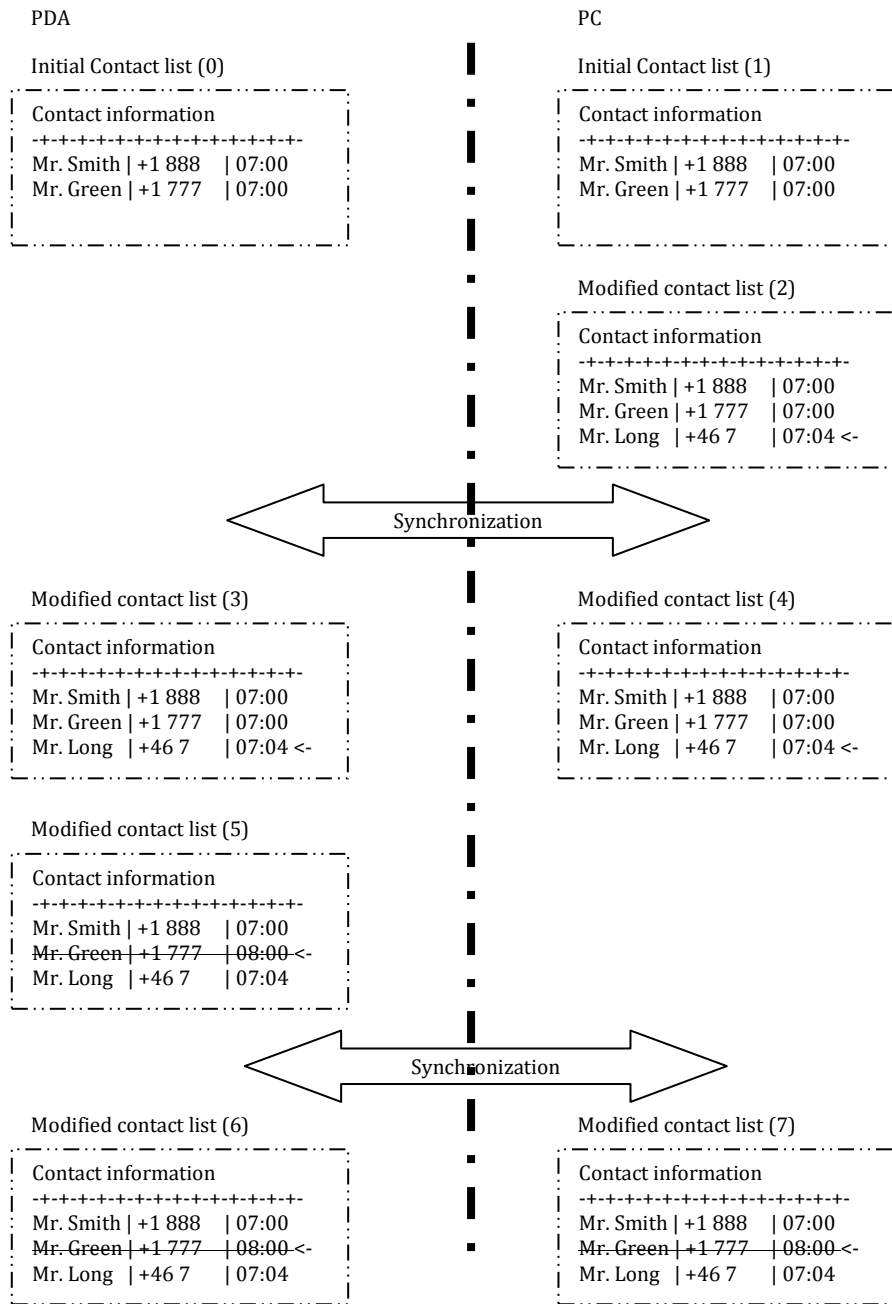 PDA
PC
Initial Contact list (0)
Initial Contact list (1)
Contact information
-+-+-+-+-+-+-+-+-+-+-+-+-+-+-
Mr. Smith | +1 888 | 07:00
Mr. Green | +1 777 | 07:00
Contact information
-+-+-+-+-+-+-+-+-+-+-+-+-+-+-
Mr. Smith | +1 888 | 07:00
Mr. Green | +1 777 | 07:00
Modified contact list (2)
Contact information
-+-+-+-+-+-+-+-+-+-+-+-+-+-+-
Mr. Smith | +1 888 | 07:00
Mr. Green | +1 777 | 07:00
Mr. Long | +46 7 | 07:04 <-
Synchronization
Modified contact list (3)
Modified contact list (4)
Contact information
-+-+-+-+-+-+-+-+-+-+-+-+-+-+-
Mr. Smith | +1 888 | 07:00
Mr. Green | +1 777 | 07:00
Mr. Long | +46 7 | 07:04 <-
Contact information
-+-+-+-+-+-+-+-+-+-+-+-+-+-+-
Mr. Smith | +1 888 | 07:00
Mr. Green | +1 777 | 07:00
Mr. Long | +46 7 | 07:04 <-
Modified contact list (5)
Contact information
-+-+-+-+-+-+-+-+-+-+-+-+-+-+-
Mr. Smith | +1 888 | 07:00
Mr. Green | +1 777 | 08:00 <-
Mr. Long | +46 7 | 07:04
Synchronization
Modified contact list (6)
Modified contact list (7)
Contact information
-+-+-+-+-+-+-+-+-+-+-+-+-+-+-
Mr. Smith | +1 888 | 07:00
Mr. Green | +1 777 | 08:00 <-
Mr. Long | +46 7 | 07:04
Contact information
-+-+-+-+-+-+-+-+-+-+-+-+-+-+-
Mr. Smith | +1 888 | 07:00
Mr. Green | +1 777 | 08:00 <-
Mr. Long | +46 7 | 07:04